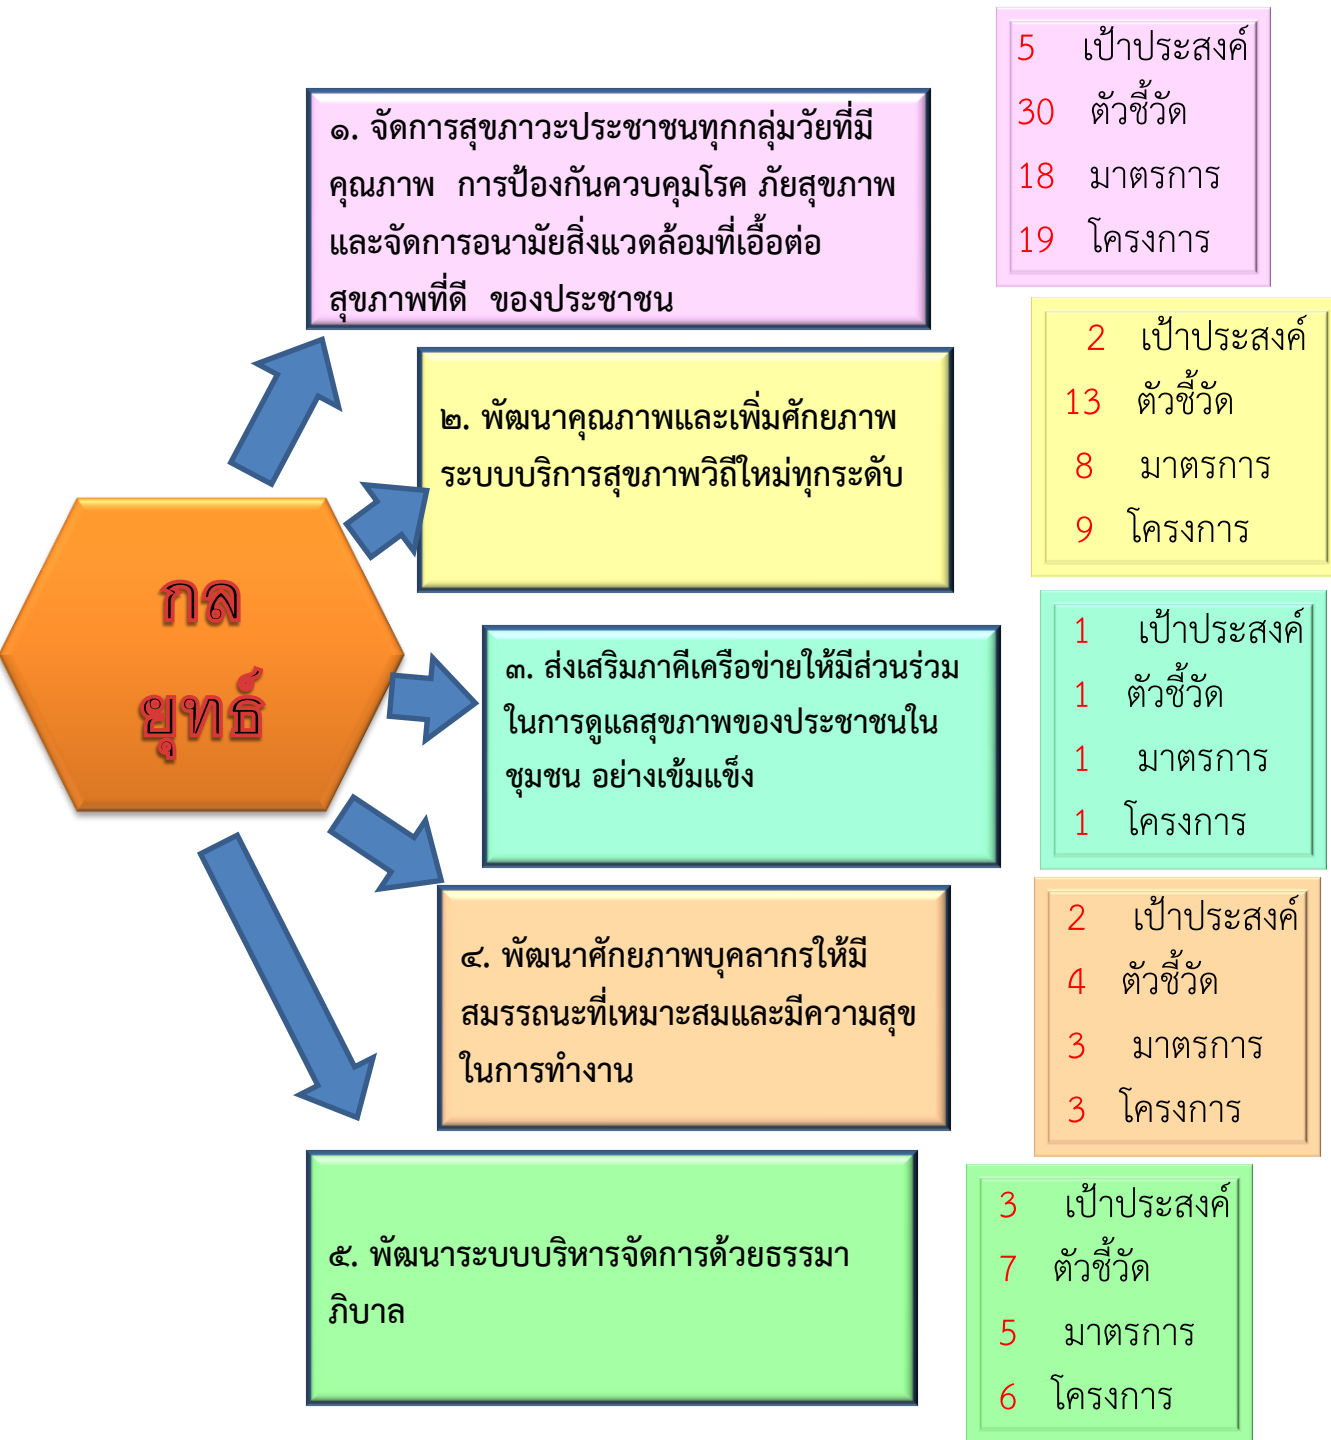 กล
ยุทธ์
๑. จัดการสุขภาวะประชาชนทุกกลุ่มวัยที่มี
คุณภาพ การป้องกันควบคุมโรค ภัยสุขภาพ
และจัดการอนามัยสิ่งแวดล้อมที่เอื้อต่อ
สุขภาพที่ดี ของประชาชน
5 เป้าประสงค์
30 ตัวชี้วัด
18 มาตรการ
19 โครงการ
๒. พัฒนาคุณภาพและเพิ่มศักยภาพ
ระบบบริการสุขภาพวิถีใหม่ทุกระดับ
2 เป้าประสงค์
13 ตัวชี้วัด
8 มาตรการ
9 โครงการ
๓. ส่งเสริมภาคีเครือข่ายให้มีส่วนร่วม
ในการดูแลสุขภาพของประชาชนใน
ชุมชน อย่างเข้มแข็ง
1 เป้าประสงค์
1 ตัวชี้วัด
1 มาตรการ
1 โครงการ
๔. พัฒนาศักยภาพบุคลากรให้มี
สมรรถนะที่เหมาะสมและมีความสุข
ในการทำงาน
2 เป้าประสงค์
4 ตัวชี้วัด
3 มาตรการ
3 โครงการ
๕. พัฒนาระบบบริหารจัดการด้วยธรรมา
ภิบาล
3 เป้าประสงค์
7 ตัวชี้วัด
5 มาตรการ
6 โครงการ